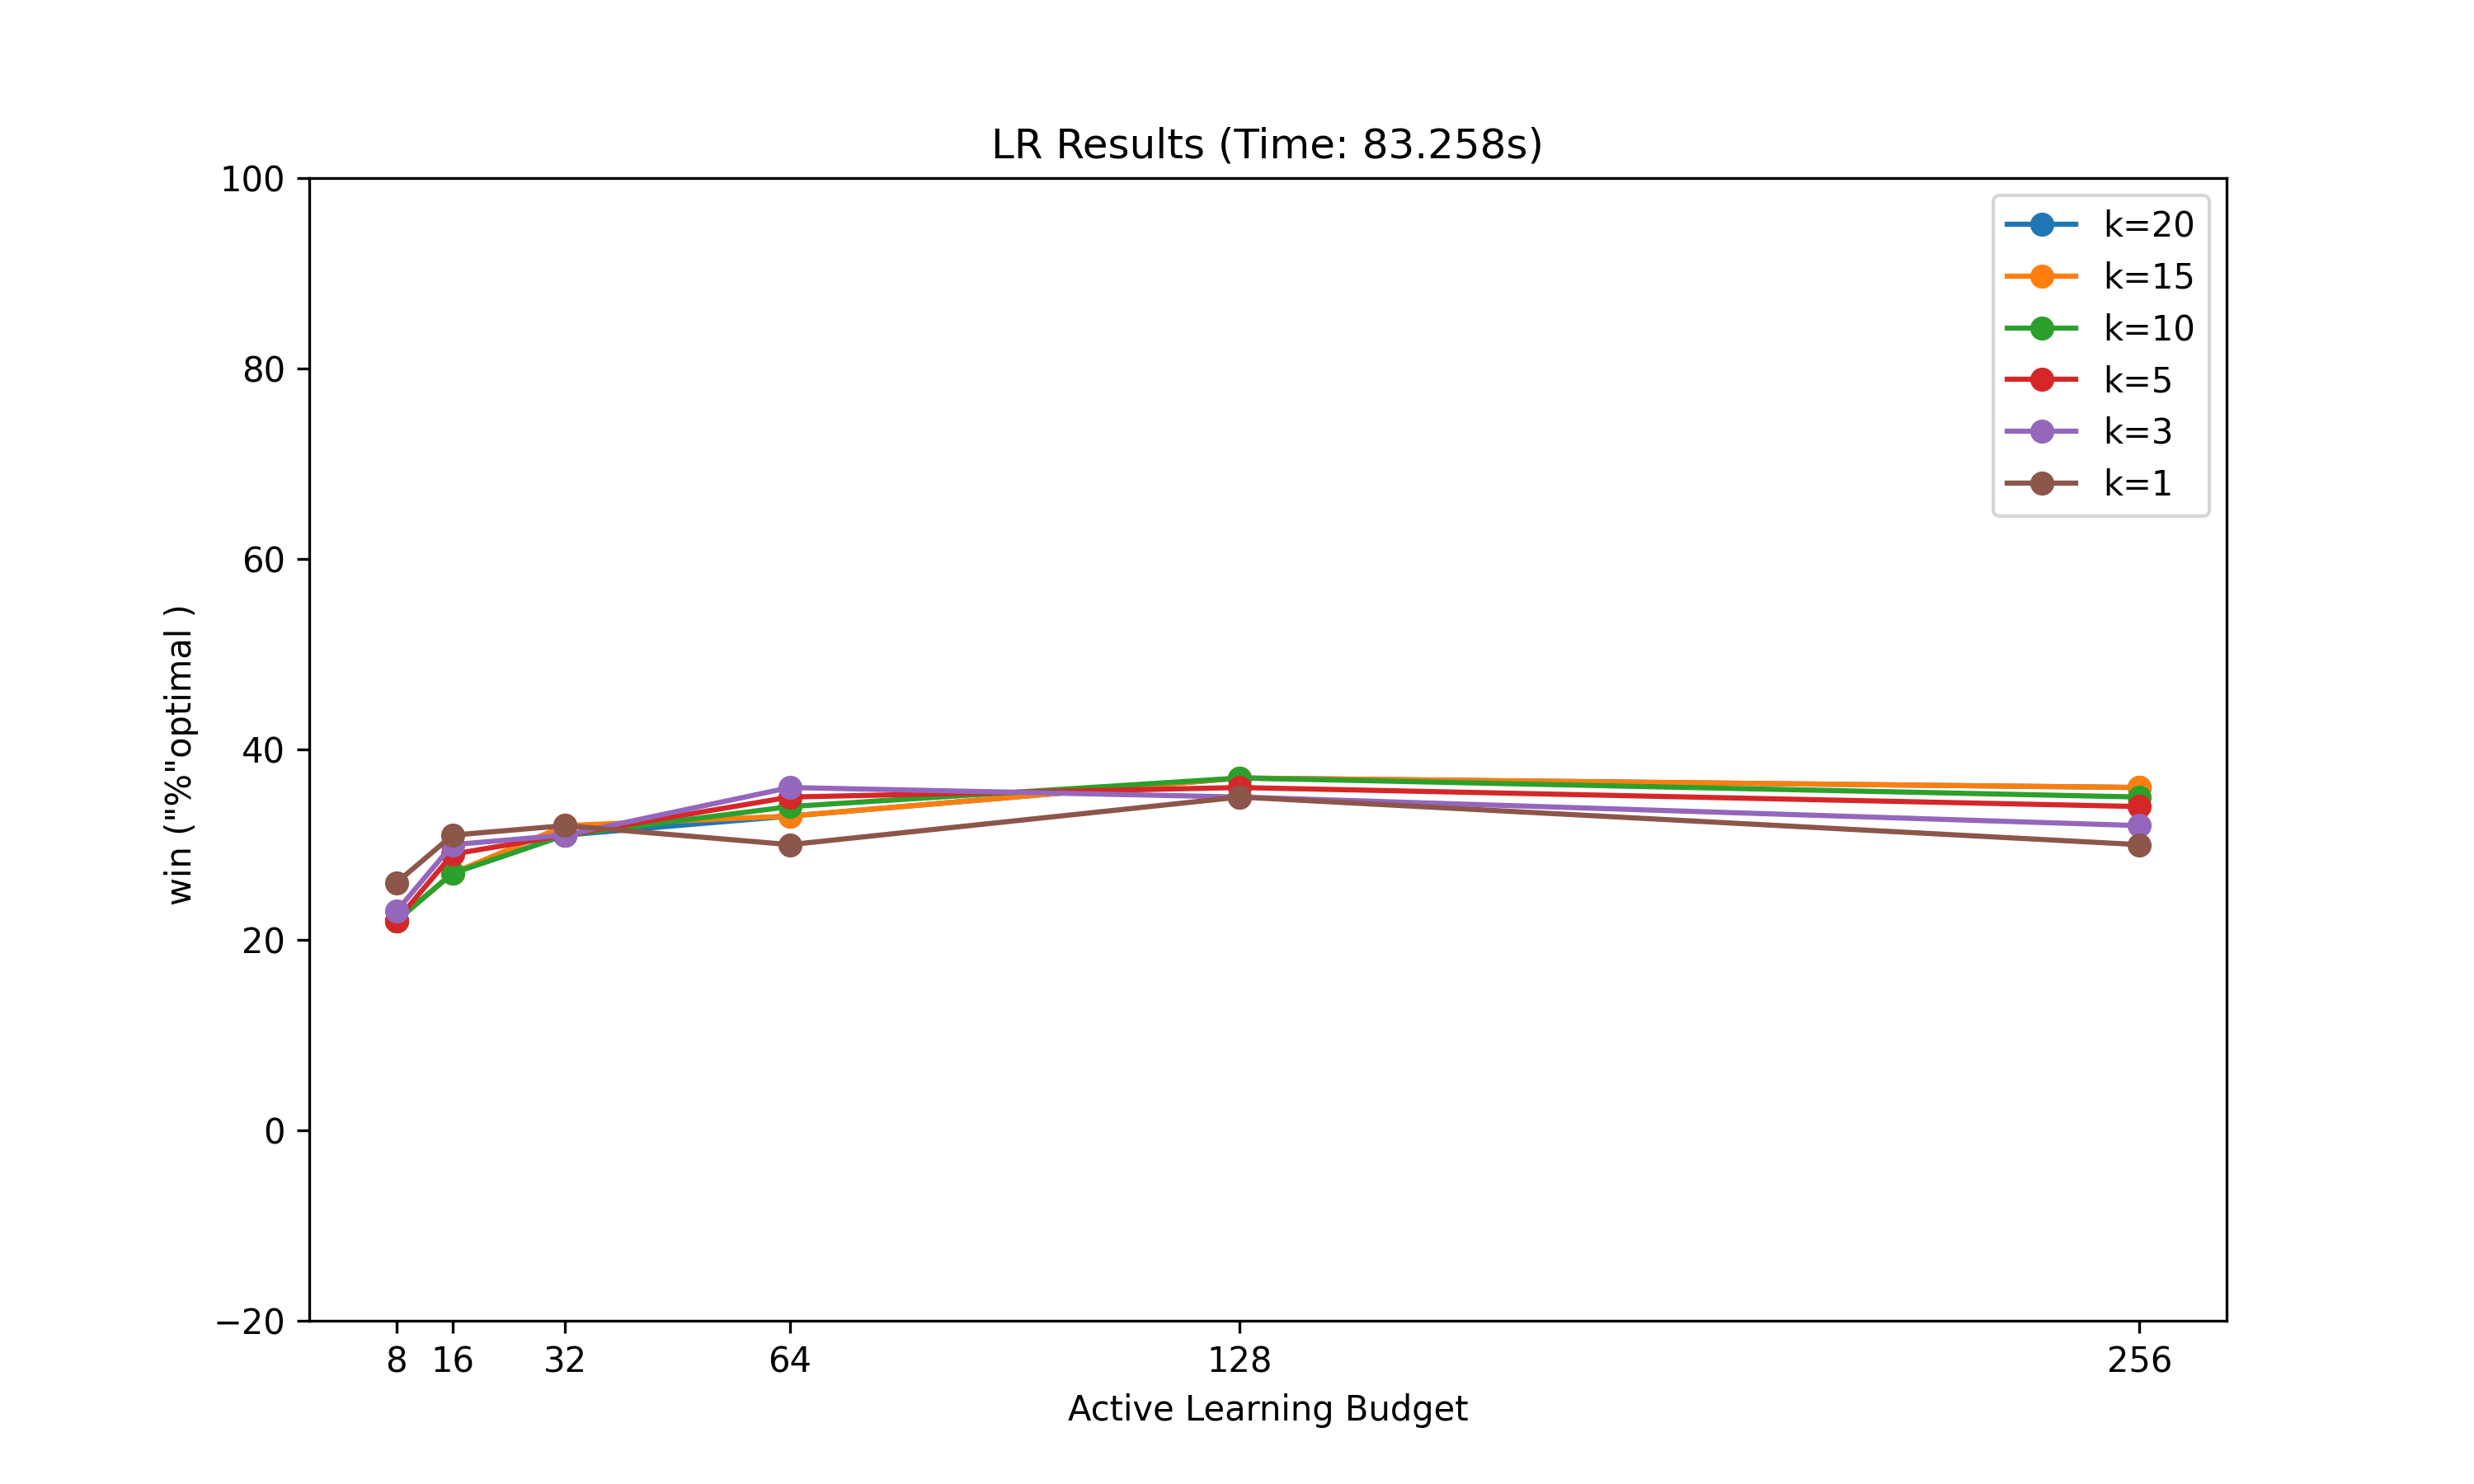 LR Results (Time: 83.258s)
100
80
60
40
20
0
−20
win ("%"optimal )
k=20
k=15
k=10
k=5
k=3
k=1
8 16 32 64 128 256
Active Learning Budget